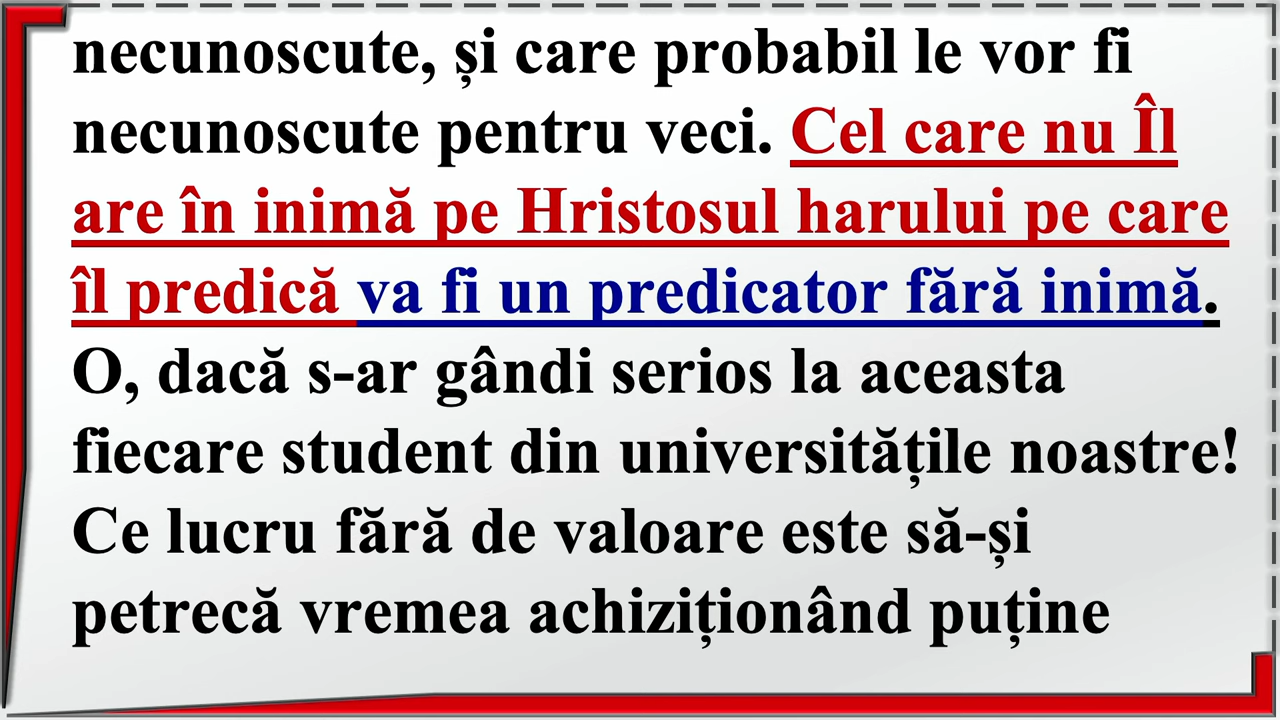 necunoscute, și care probabil le vor fi
necunoscute pentru veci. Cel care nu Îl
are în inimă pe Hristosul harului pe care
îl predică va fi un predicator fără inimă.
O, dacă s-ar gândi serios la aceasta
fiecare student din universitățile noastre!
Ce lucru fără de valoare este să-și
petrecă vremea achiziționând puține